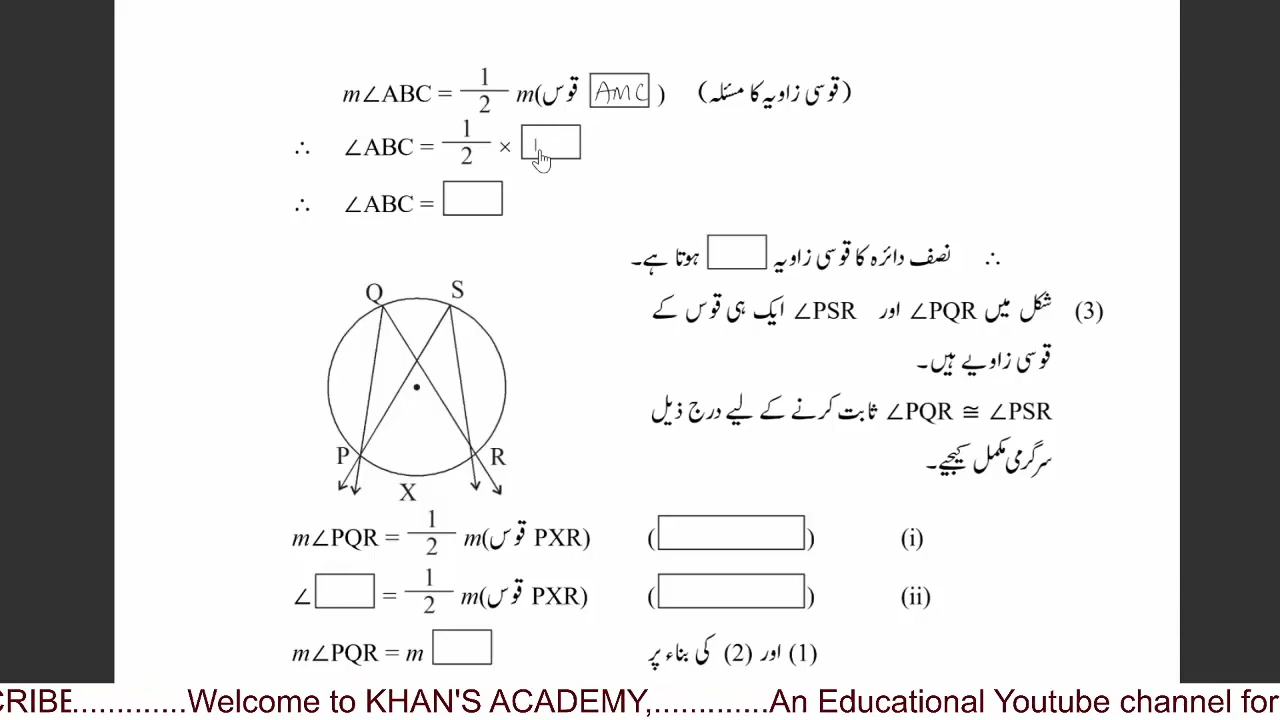 m∠ABC = 1/2 m(قوس AMC) (قوسی زاویہ کا مسئلہ)
∴ ∠ABC = 1/2 ×
∴ ∠ABC =
∴ نصف دائرہ کا قوسی زاویہ ہوتا ہے۔
(3) شکل میں ∠PQR اور ∠PSR ایک ہی قوس کے
قوسی زاویے ہیں۔
∠PQR ≅ ∠PSR ثابت کرنے کے لیے درج ذیل
سرگرمی مکمل کیجیے۔
Q S
P R
X
m∠PQR = 1/2 m(قوس PXR) ( ) (i)
∠ = 1/2 m(قوس PXR) ( ) (ii)
m∠PQR = m (1) اور (2) کی بناء پر
CRIBE.............Welcome to KHAN'S ACADEMY,.............An Educational Youtube channel for